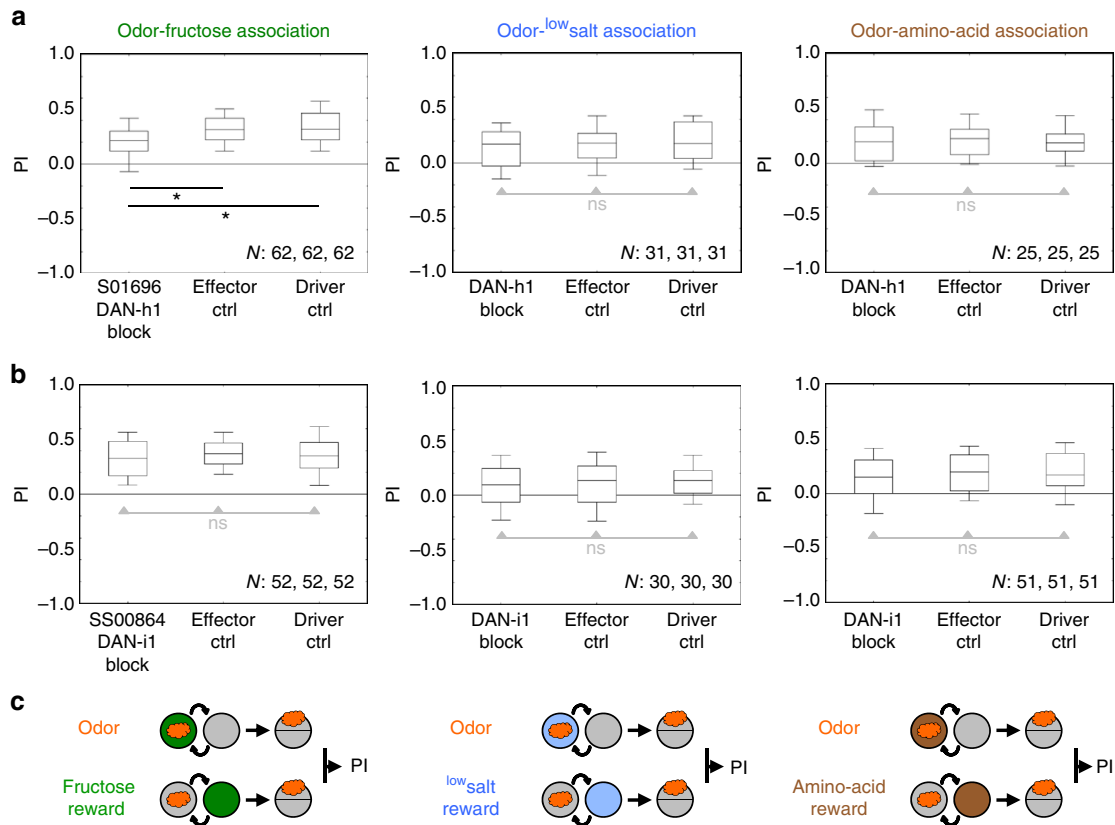 a
Odor-fructose association
Odor-lowsalt association
Odor-amino-acid association
1.0
0.5
0.0
–0.5
–1.0
PI
*
*
N: 62, 62, 62
S01696
DAN-h1
block
Effector
ctrl
Driver
ctrl
1.0
0.5
0.0
–0.5
–1.0
PI
ns
N: 31, 31, 31
DAN-h1
block
Effector
ctrl
Driver
ctrl
1.0
0.5
0.0
–0.5
–1.0
PI
ns
N: 25, 25, 25
DAN-h1
block
Effector
ctrl
Driver
ctrl
b
1.0
0.5
0.0
–0.5
–1.0
PI
ns
N: 52, 52, 52
SS00864
DAN-i1
block
Effector
ctrl
Driver
ctrl
1.0
0.5
0.0
–0.5
–1.0
PI
ns
N: 30, 30, 30
DAN-i1
block
Effector
ctrl
Driver
ctrl
1.0
0.5
0.0
–0.5
–1.0
PI
ns
N: 51, 51, 51
DAN-i1
block
Effector
ctrl
Driver
ctrl
c
Odor
Fructose
reward
PI
Odor
lowsalt
reward
PI
Odor
Amino-acid
reward
PI